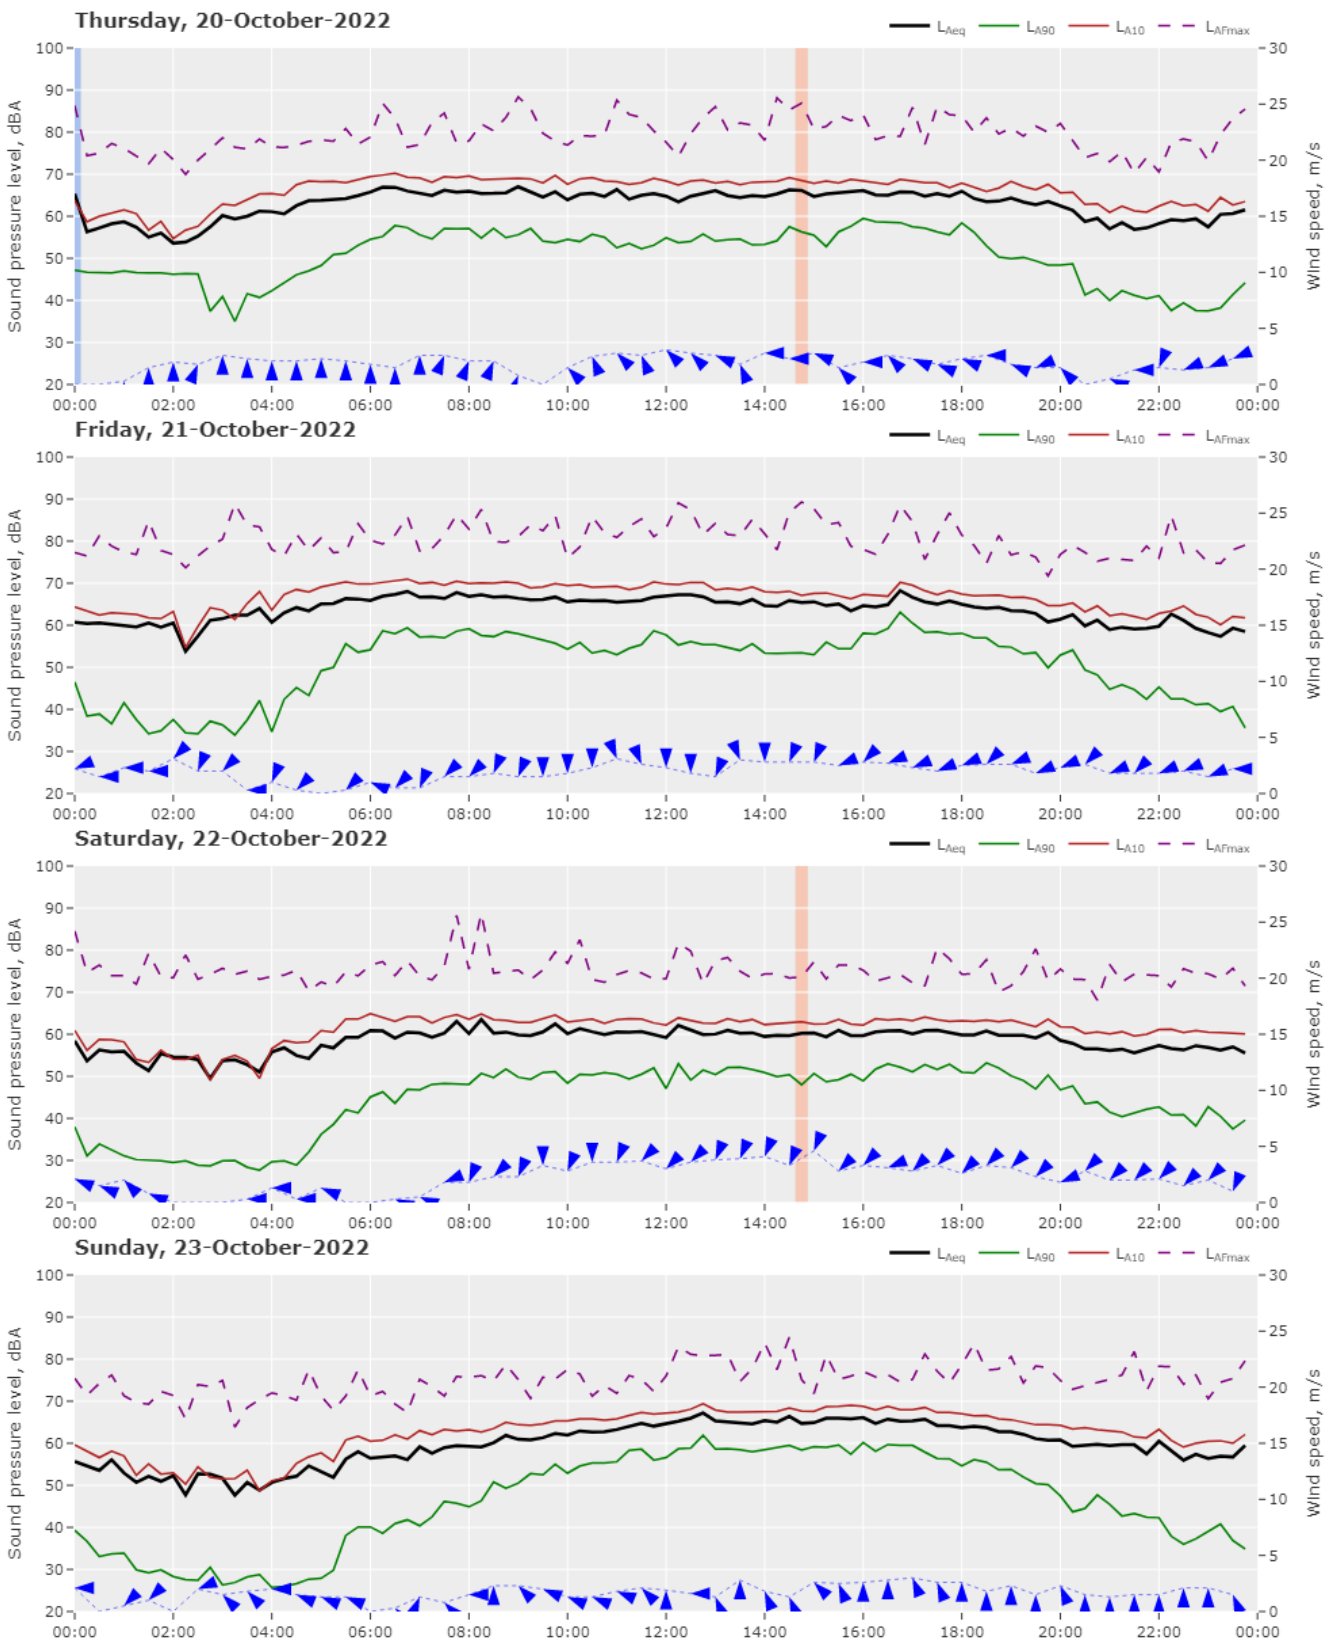 Thursday, 20-October-2022
LAeq LA90 LA10 LAFmax
100 90 80 70 60 50 40 30 20
Sound pressure level, dBA
30 25 20 15 10 5 0
Wind speed, m/s
00:00 02:00 04:00 06:00 08:00 10:00 12:00 14:00 16:00 18:00 20:00 22:00 00:00
Friday, 21-October-2022
LAeq LA90 LA10 LAFmax
100 90 80 70 60 50 40 30 20
Sound pressure level, dBA
30 25 20 15 10 5 0
Wind speed, m/s
00:00 02:00 04:00 06:00 08:00 10:00 12:00 14:00 16:00 18:00 20:00 22:00 00:00
Saturday, 22-October-2022
LAeq LA90 LA10 LAFmax
100 90 80 70 60 50 40 30 20
Sound pressure level, dBA
30 25 20 15 10 5 0
Wind speed, m/s
00:00 02:00 04:00 06:00 08:00 10:00 12:00 14:00 16:00 18:00 20:00 22:00 00:00
Sunday, 23-October-2022
LAeq LA90 LA10 LAFmax
100 90 80 70 60 50 40 30 20
Sound pressure level, dBA
30 25 20 15 10 5 0
Wind speed, m/s
00:00 02:00 04:00 06:00 08:00 10:00 12:00 14:00 16:00 18:00 20:00 22:00 00:00